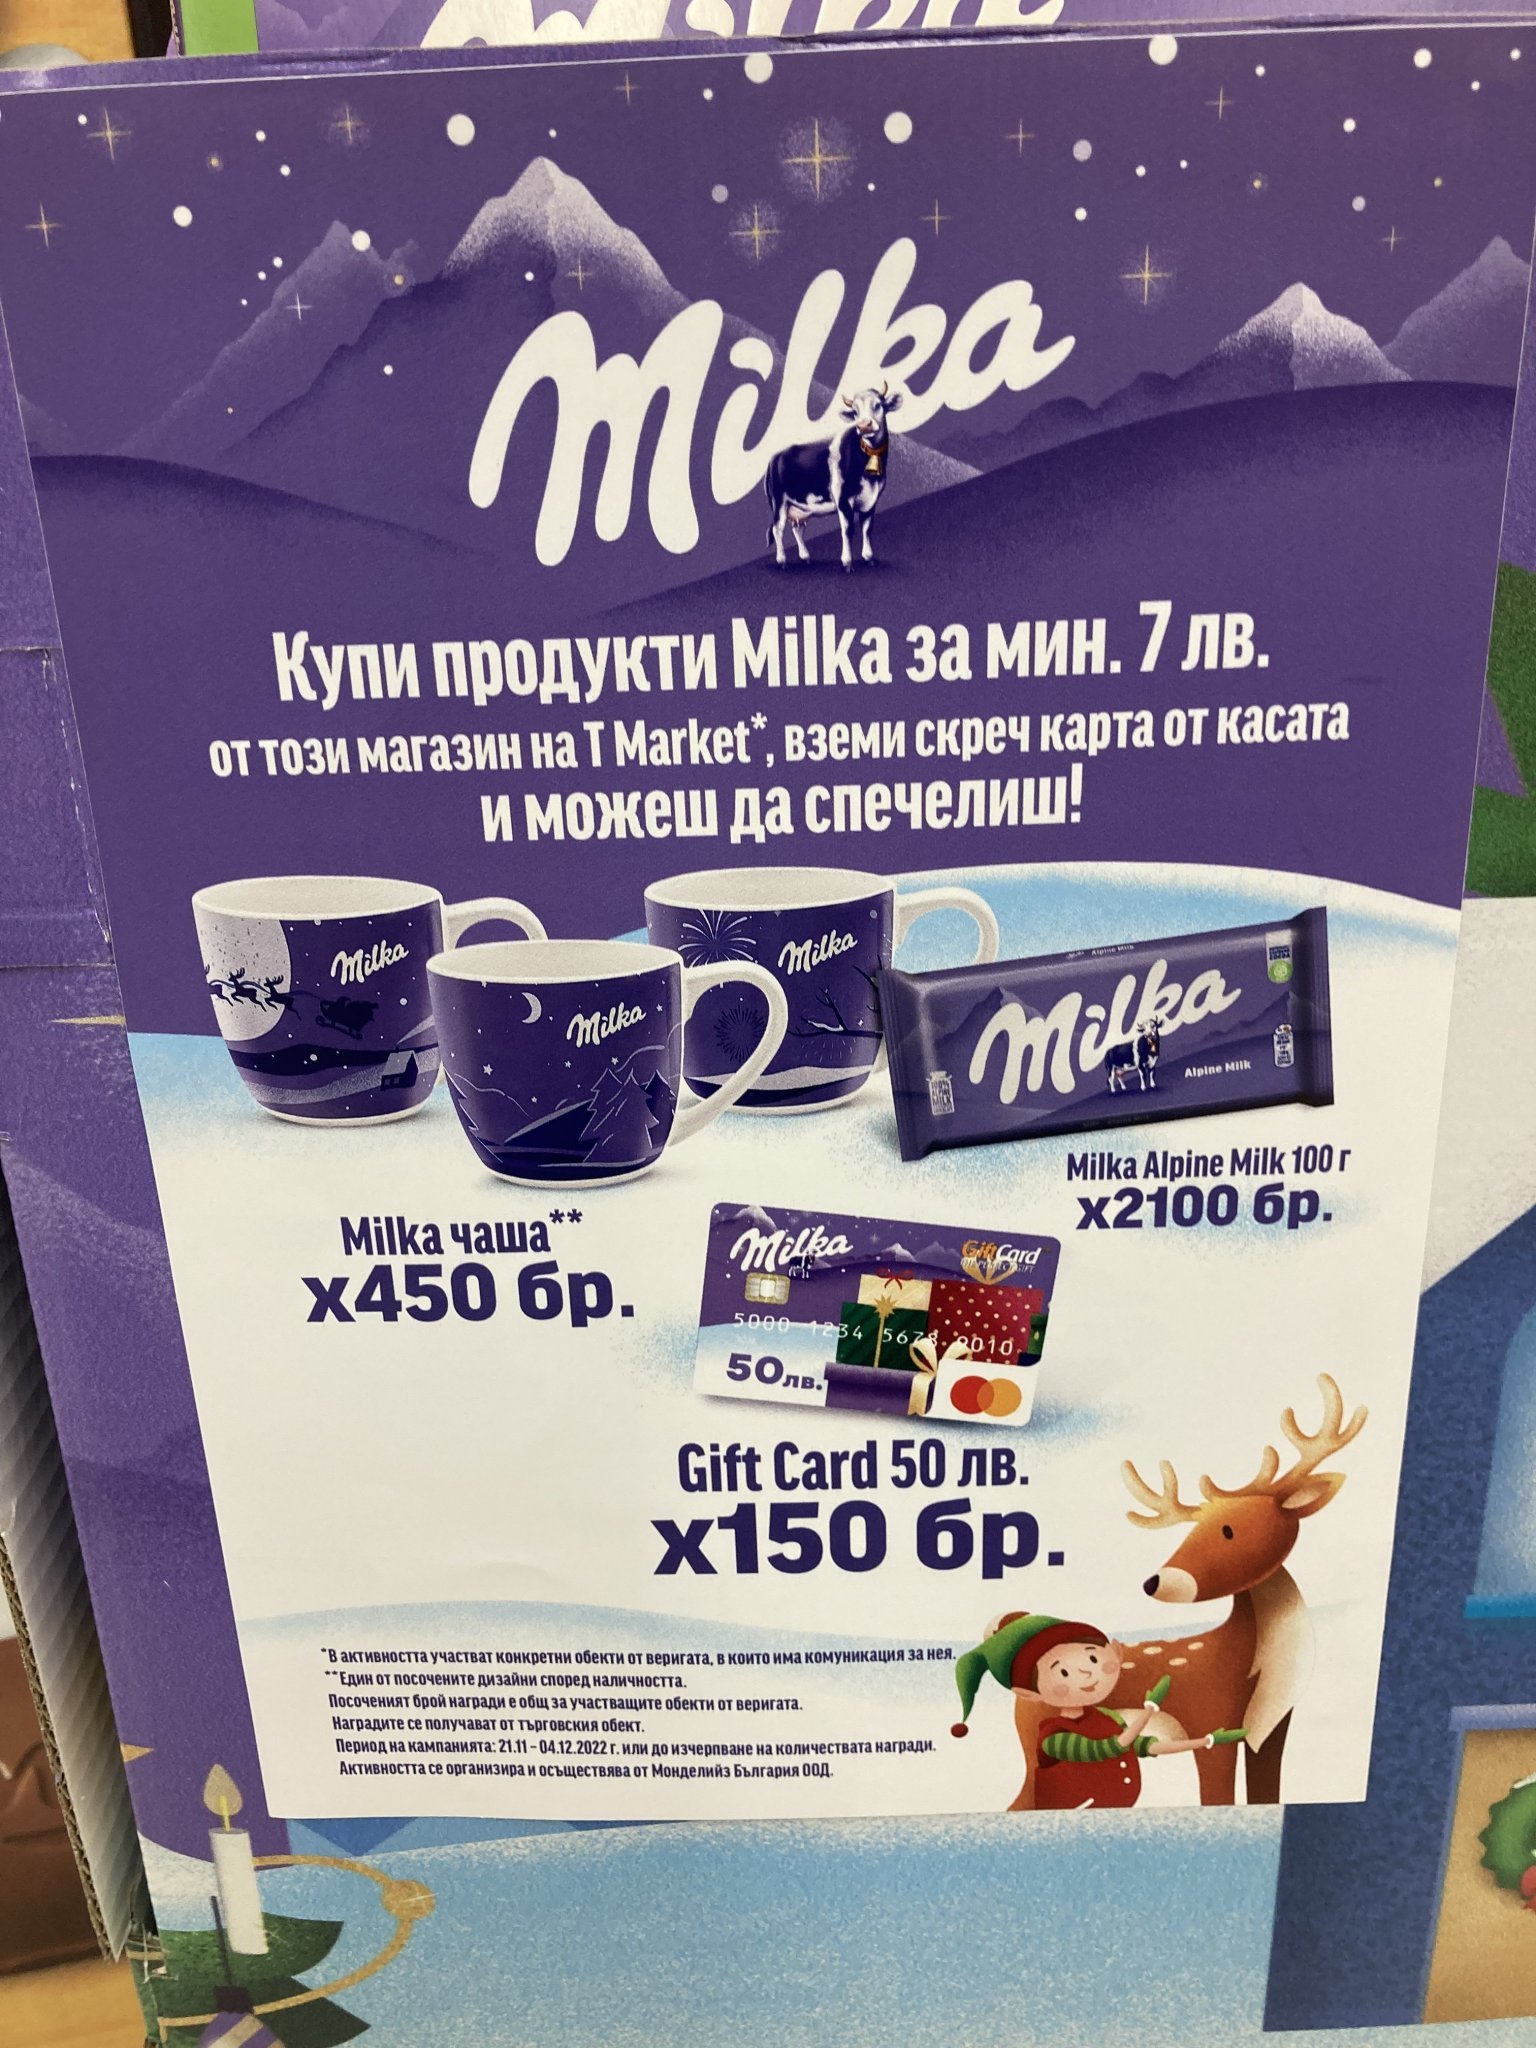 Milka
Купи продукти Milka за мин. 7 лв.
от този магазин на T Market*, вземи скреч карта от касата
и можеш да спечелиш!
Milka
Milka
Milka
Alpine Milk
Milka
Alpine Milk
Milka Alpine Milk 100 г
x2100 бр.
Milka чаша**
x450 бр.
Milka
GiftCard
5000 1234 5678 9010
50лв.
Gift Card 50 лв.
x150 бр.
*В активността участват конкретни обекти от веригата, в които има комуникация за нея.
**Един от посочените дизайни според наличността.
Посоченият брой награди е общ за участващите обекти от веригата.
Наградите се получават от търговския обект.
Период на кампанията: 21.11 – 04.12.2022 г. или до изчерпване на количествата награди.
Активността се организира и осъществява от Монделийз България ООД.